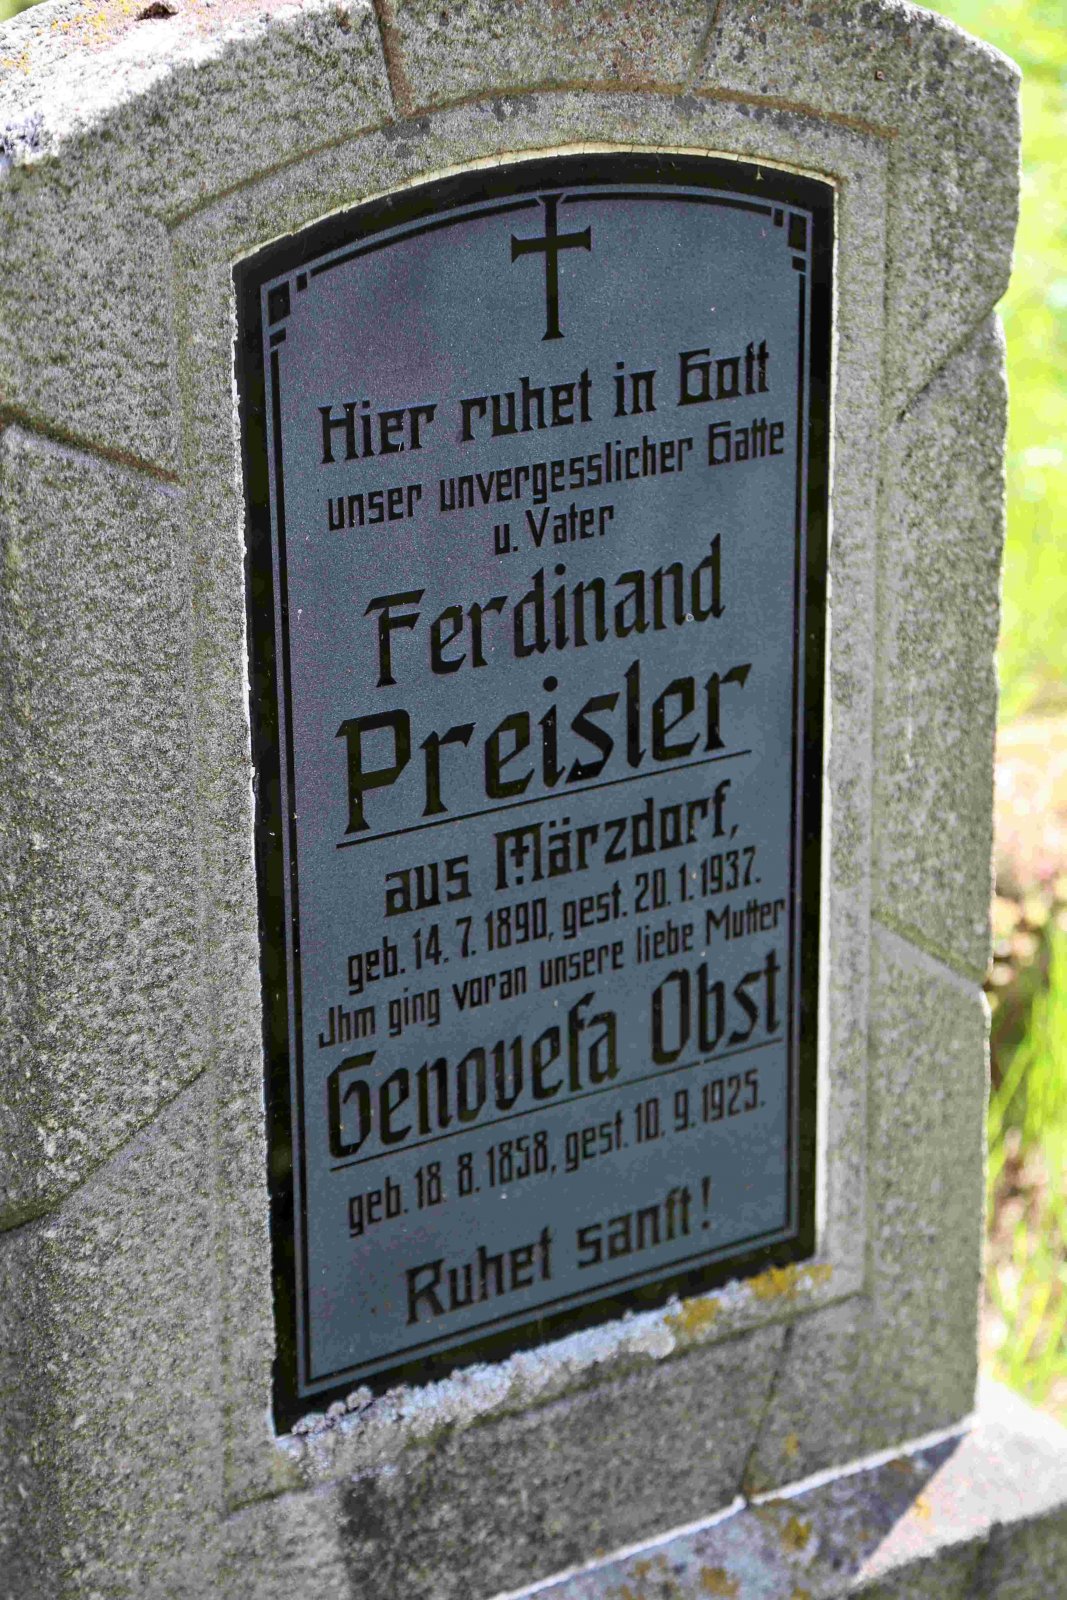 Hier ruhet in Gott
unser unvergesslicher Gatte
u. Vater
Ferdinand
Preisler
aus Märzdorf,
geb. 14. 7. 1890, gest. 20. 1. 1937.
Jhm ging voran unsere liebe Mutter
Genovefa Obst
geb. 18. 8. 1858, gest. 10. 9. 1925.
Ruhet sanft!